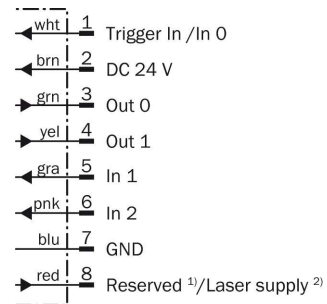 wht 1 Trigger In /In 0
brn 2 DC 24 V
grn 3 Out 0
yel 4 Out 1
gra 5 In 1
pnk 6 In 2
blu 7 GND
red 8 Reserved 1)/Laser supply 2)